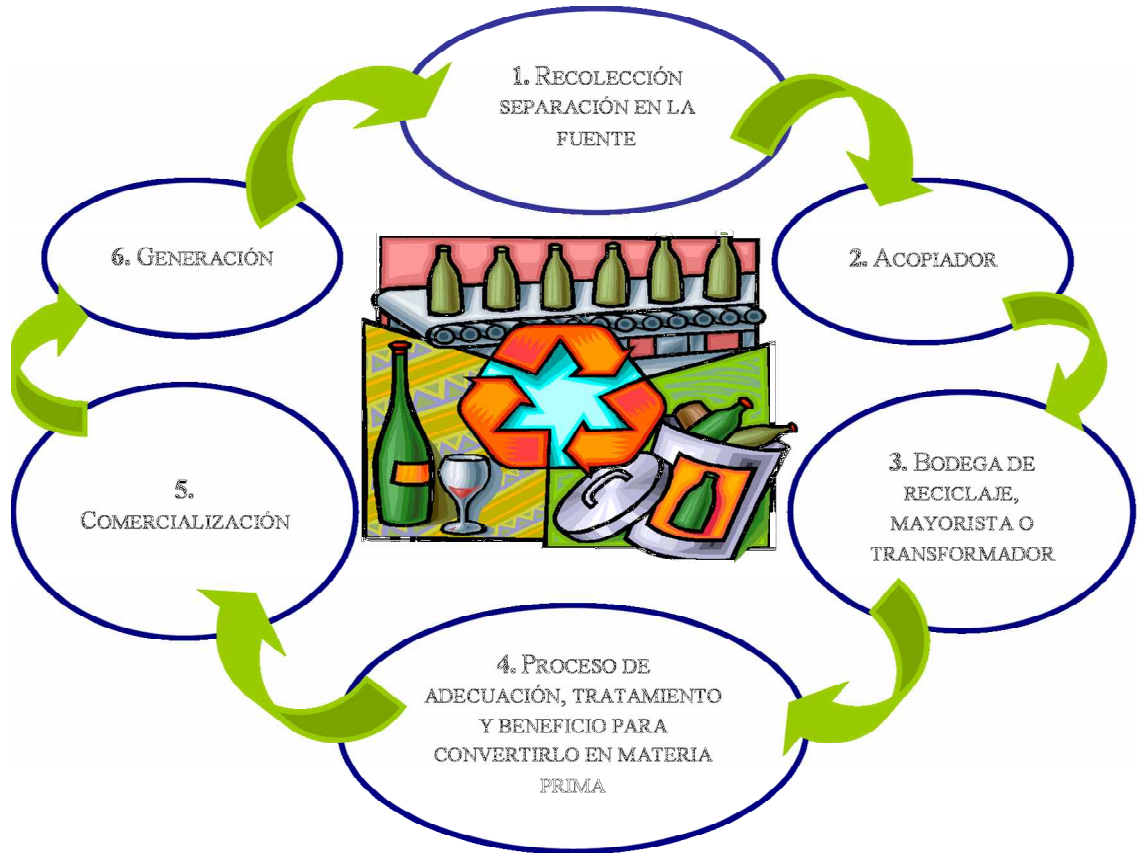 1. RECOLECCIÓN
SEPARACIÓN EN LA
FUENTE
2. ACOPIADOR
3. BODEGA DE
RECICLAJE,
MAYORISTA O
TRANSFORMADOR
4. PROCESO DE
ADECUACIÓN, TRATAMIENTO
Y BENEFICIO PARA
CONVERTIRLO EN MATERIA
PRIMA
5.
COMERCIALIZACIÓN
6. GENERACIÓN